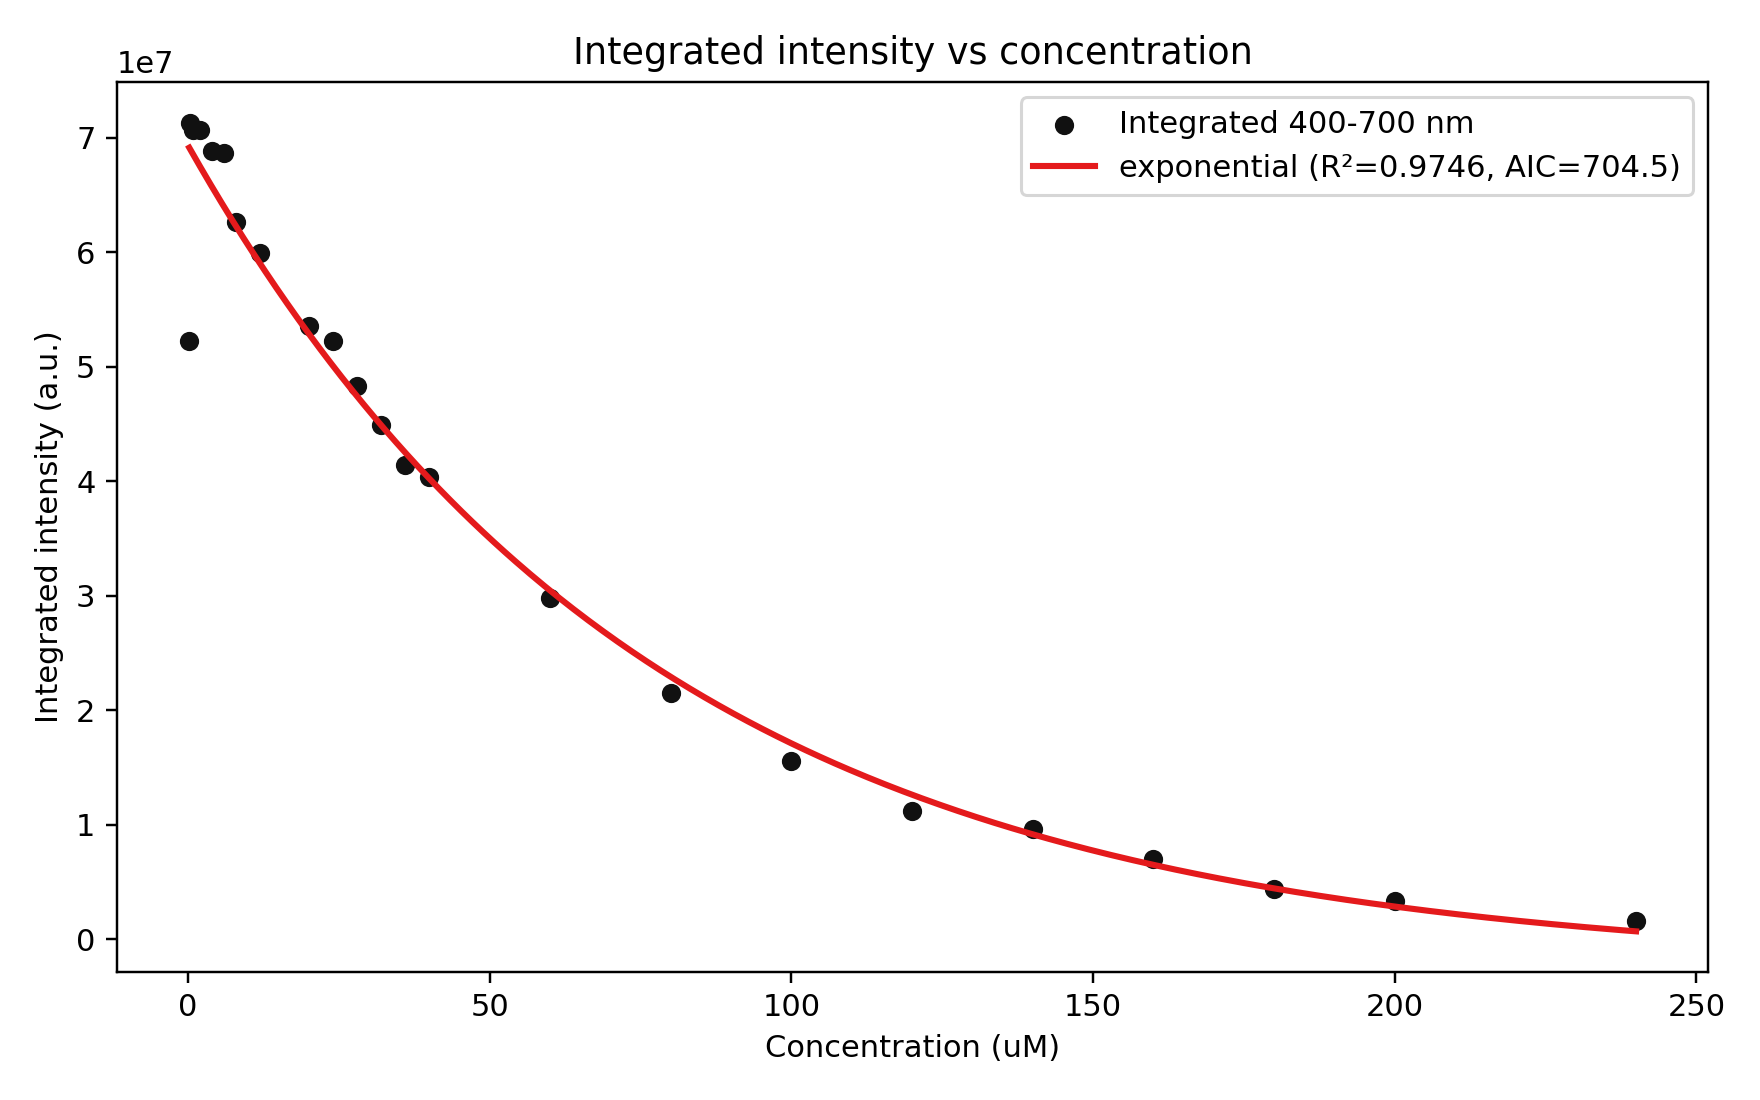 Integrated intensity vs concentration
1e7
Integrated 400-700 nm
exponential (R²=0.9746, AIC=704.5)
7
6
5
4
3
2
1
0
Integrated intensity (a.u.)
0 50 100 150 200 250
Concentration (uM)